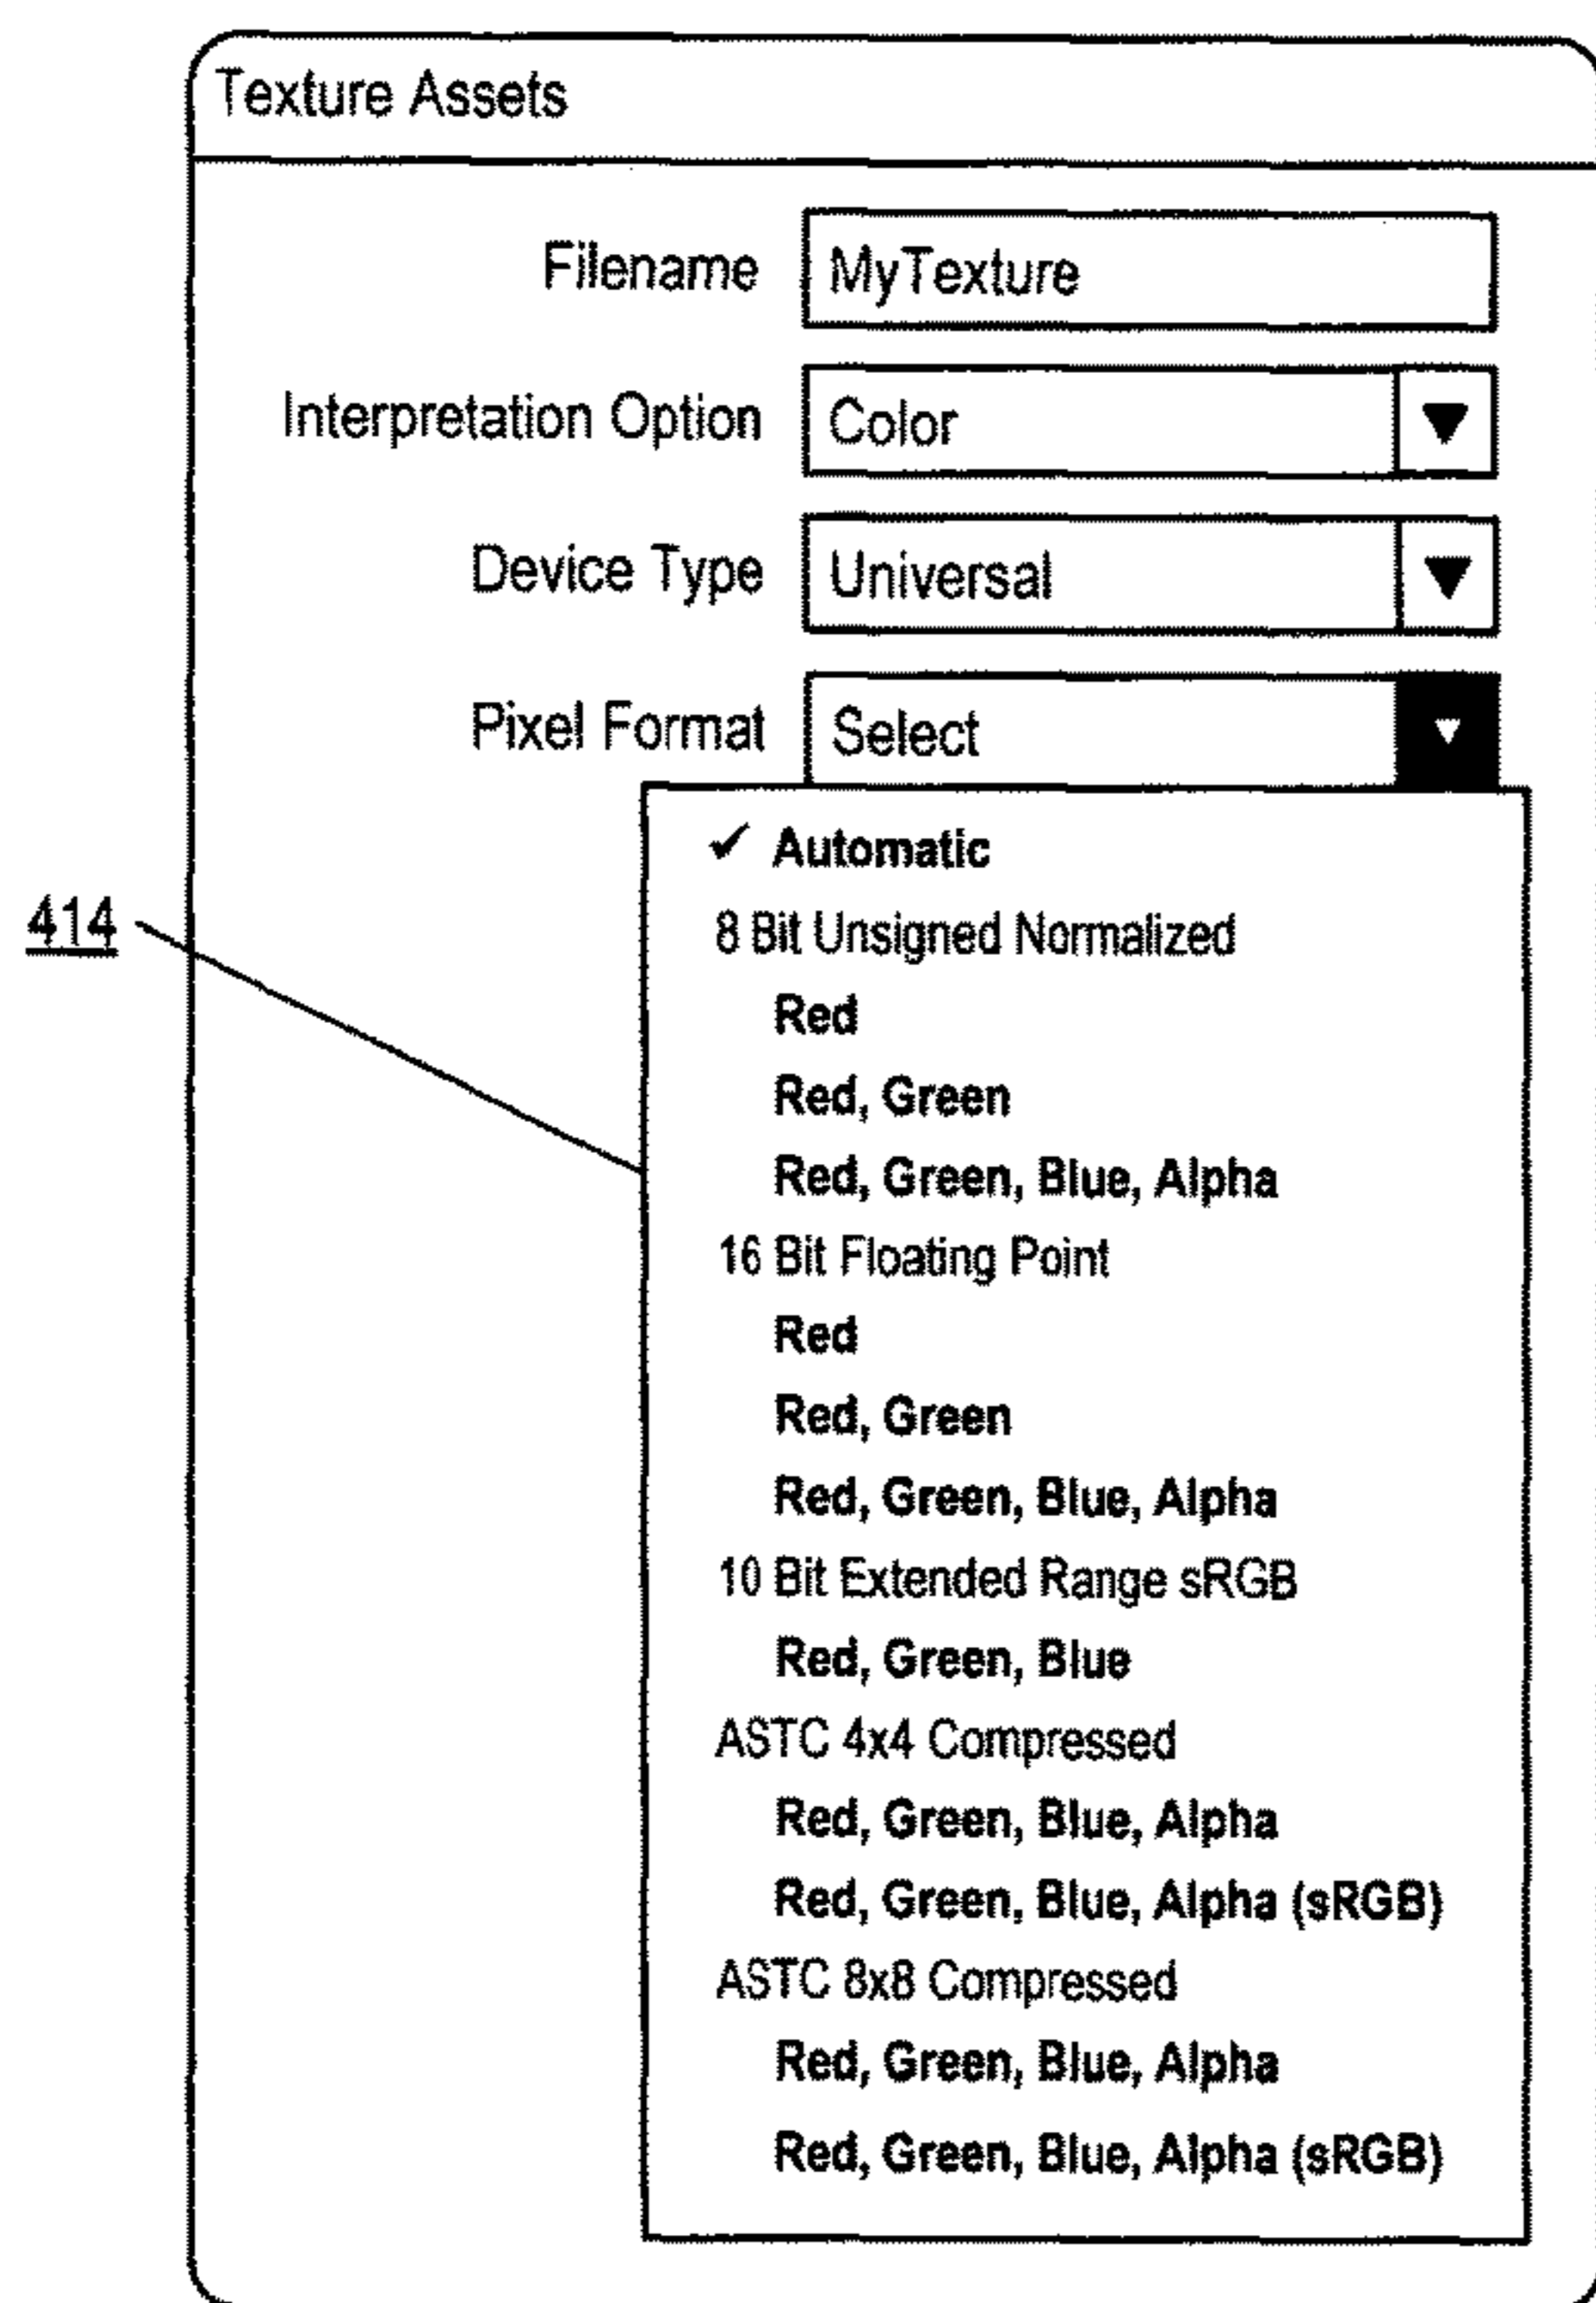 Texture Assets
Filename MyTexture
Interpretation Option Color
Device Type Universal
Pixel Format Select
✓ Automatic
8 Bit Unsigned Normalized
Red
Red, Green
Red, Green, Blue, Alpha
16 Bit Floating Point
Red
Red, Green
Red, Green, Blue, Alpha
10 Bit Extended Range sRGB
Red, Green, Blue
ASTC 4x4 Compressed
Red, Green, Blue, Alpha
Red, Green, Blue, Alpha (sRGB)
ASTC 8x8 Compressed
Red, Green, Blue, Alpha
Red, Green, Blue, Alpha (sRGB)
414